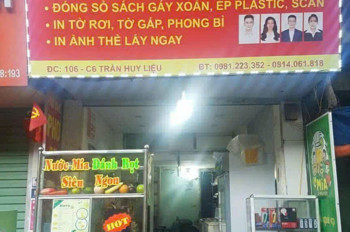 • ĐÓNG SỔ SÁCH GÁY XOẮN, ÉP PLASTIC, SCAN
• IN TỜ RƠI, TỜ GẤP, PHONG BÌ
• IN ẢNH THẺ LẤY NGAY
ĐC: 106 - C6 TRẦN HUY LIỆU
ĐT: 0981.223.352 - 0914.061.818
8:193
Nước Mía Đánh Bọt
Siêu Ngon
HOT
MÍA